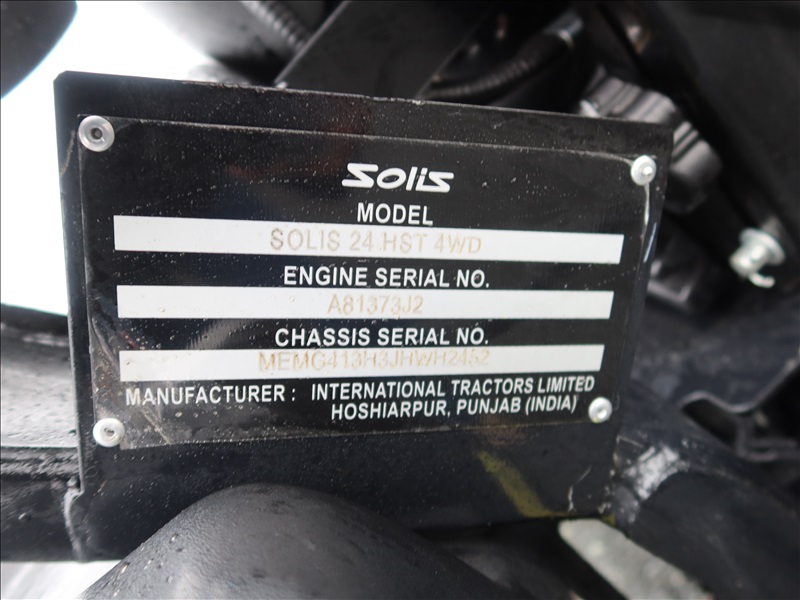 Solis
MODEL
SOLIS 24 HST 4WD
ENGINE SERIAL NO.
A81373J2
CHASSIS SERIAL NO.
MEMG413H3JHWH2452
MANUFACTURER : INTERNATIONAL TRACTORS LIMITED
HOSHIARPUR, PUNJAB (INDIA)